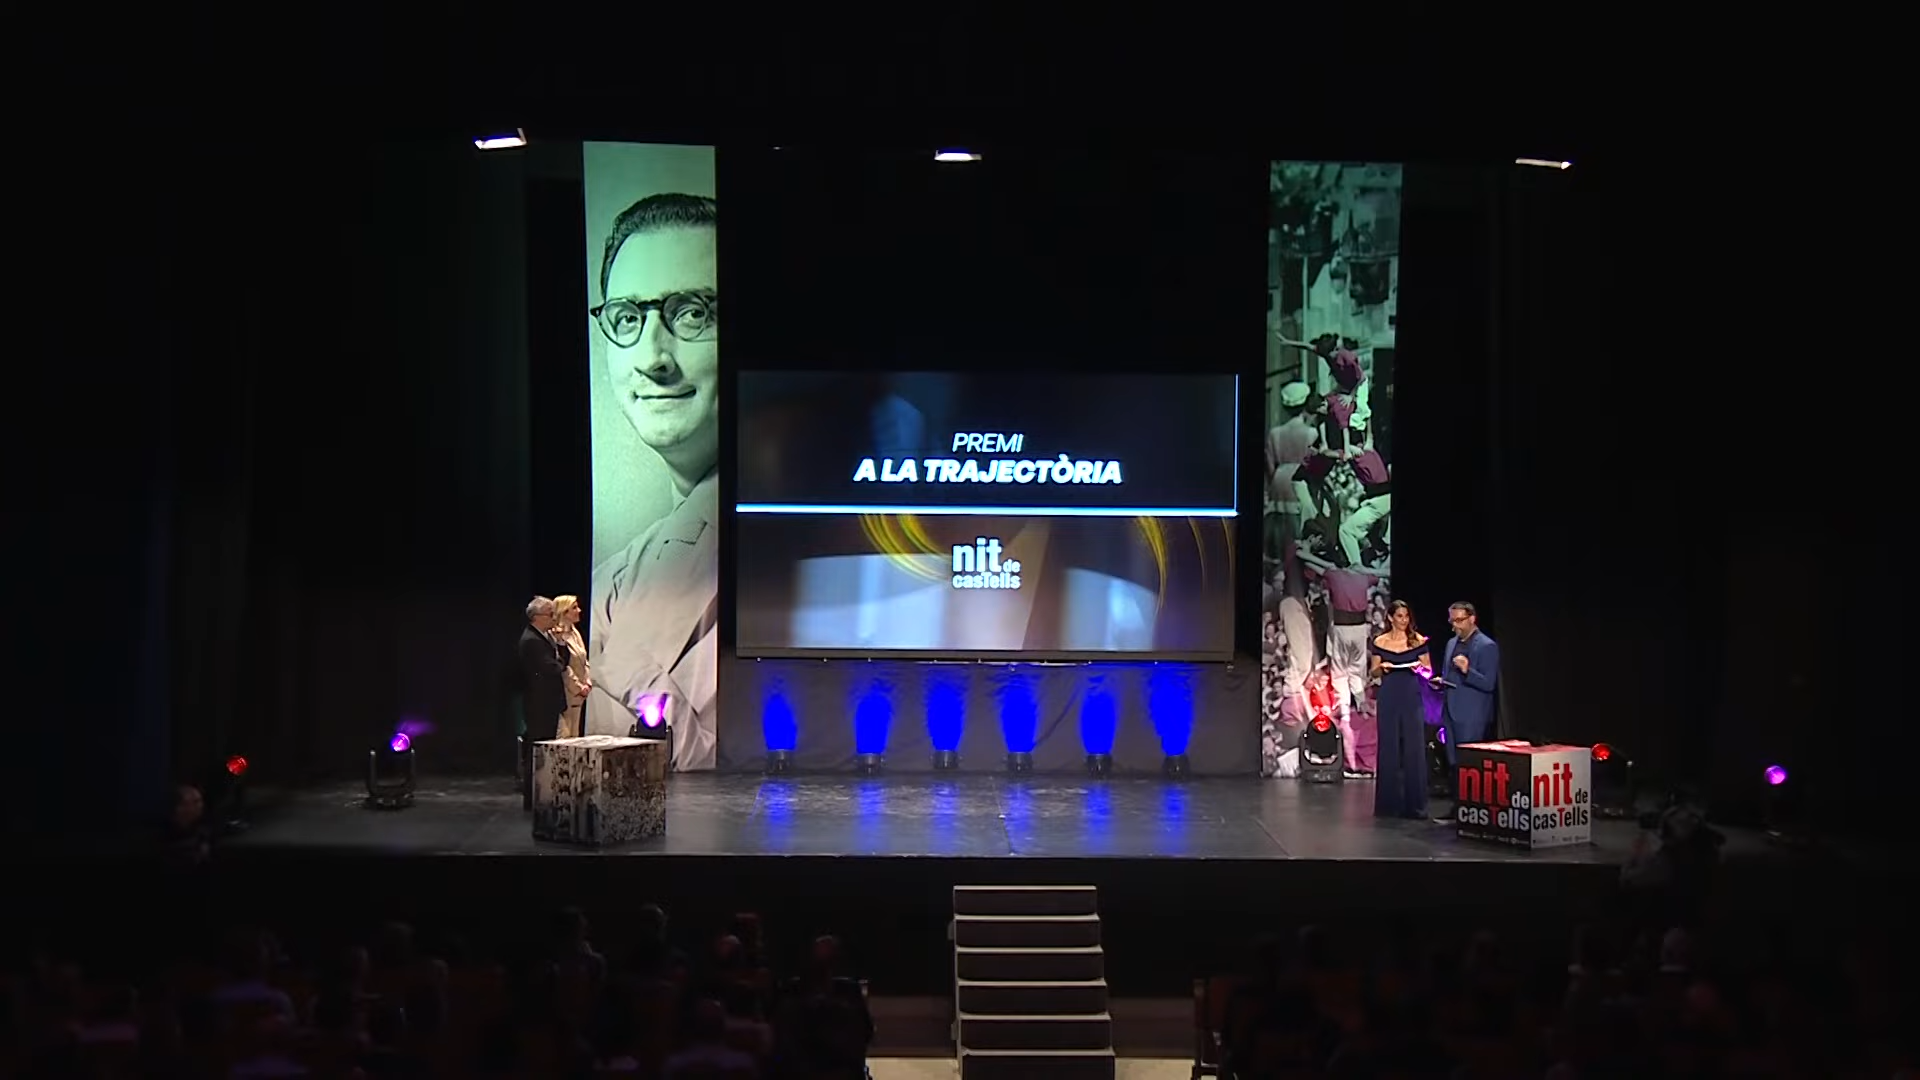 PREMI
A LA TRAJECTÒRIA
nit de
casTells
nit de
casTells
nit de
casTells